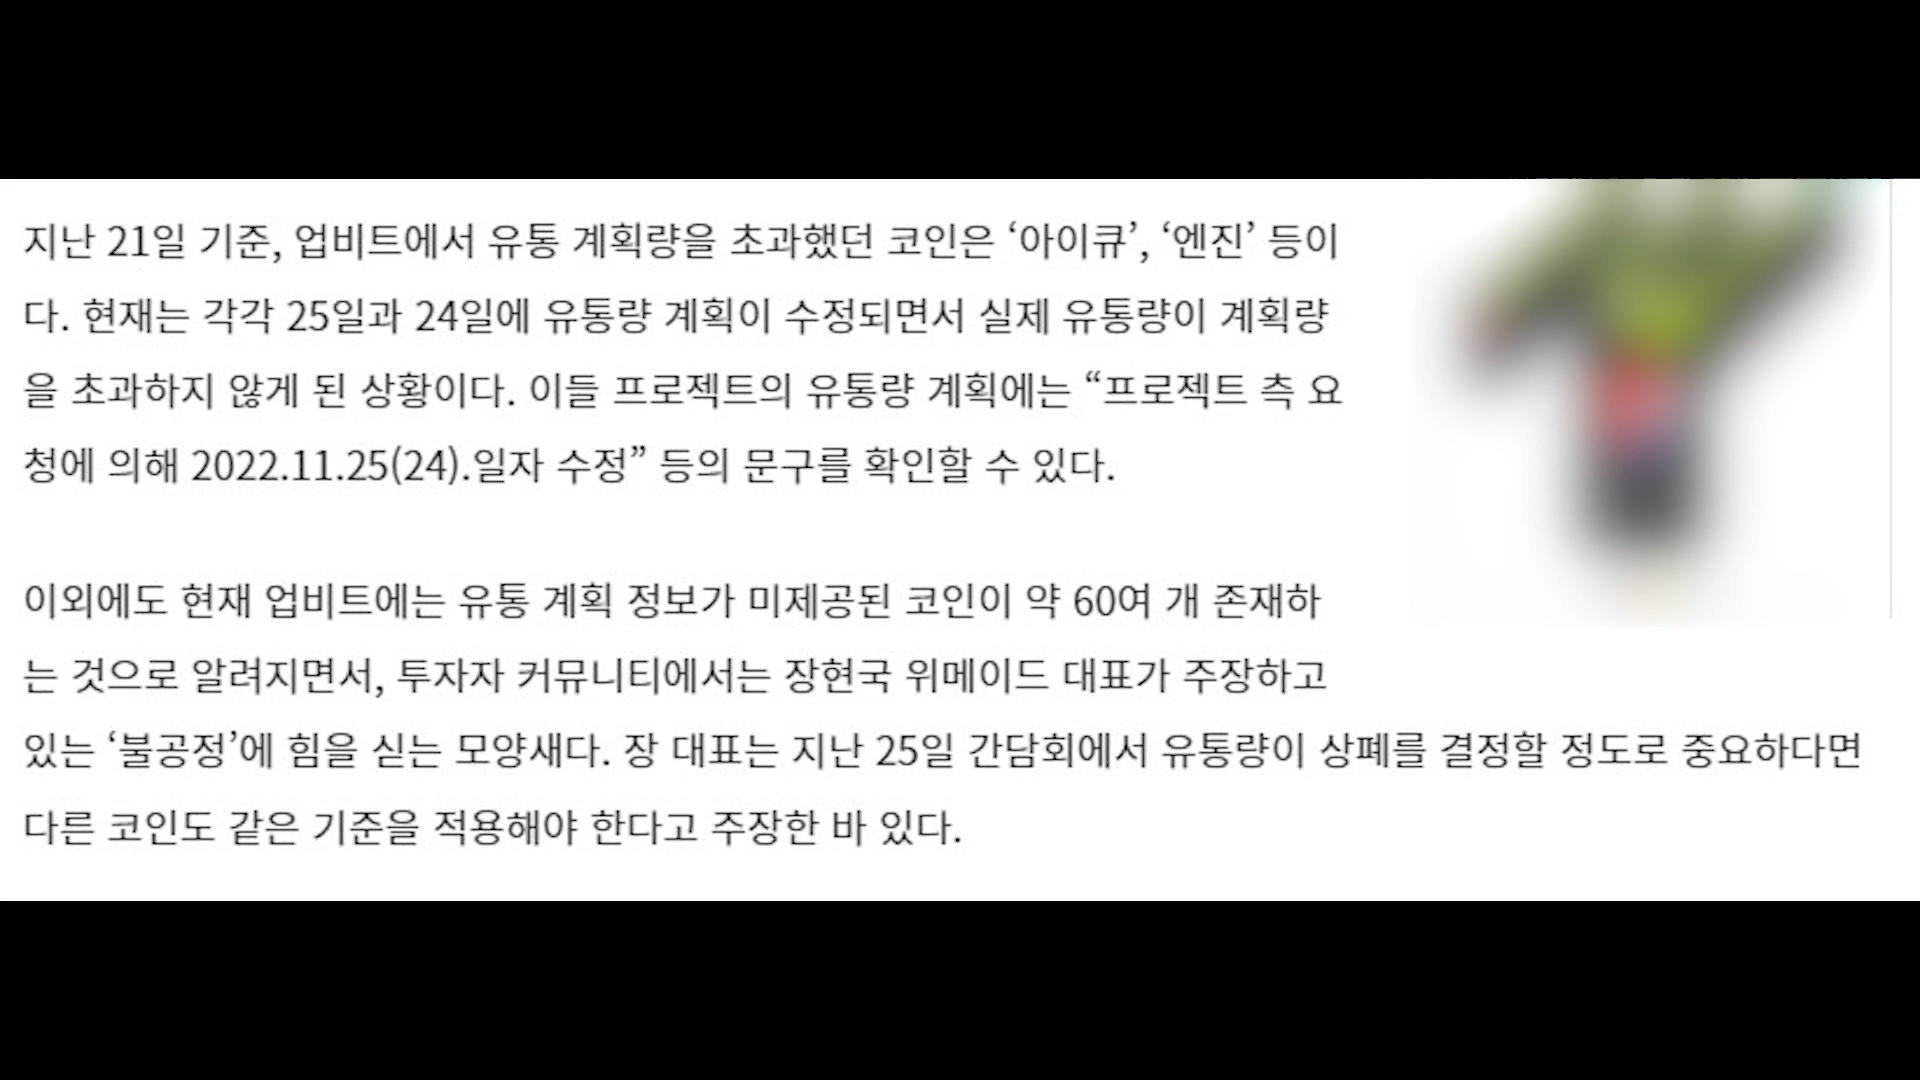 지난 21일 기준, 업비트에서 유통 계획량을 초과했던 코인은 ‘아이큐’, ‘엔진’ 등이
다. 현재는 각각 25일과 24일에 유통량 계획이 수정되면서 실제 유통량이 계획량
을 초과하지 않게 된 상황이다. 이들 프로젝트의 유통량 계획에는 “프로젝트 측 요
청에 의해 2022.11.25(24).일자 수정” 등의 문구를 확인할 수 있다.
이외에도 현재 업비트에는 유통 계획 정보가 미제공된 코인이 약 60여 개 존재하
는 것으로 알려지면서, 투자자 커뮤니티에서는 장현국 위메이드 대표가 주장하고
있는 ‘불공정’에 힘을 싣는 모양새다. 장 대표는 지난 25일 간담회에서 유통량이 상폐를 결정할 정도로 중요하다면
다른 코인도 같은 기준을 적용해야 한다고 주장한 바 있다.